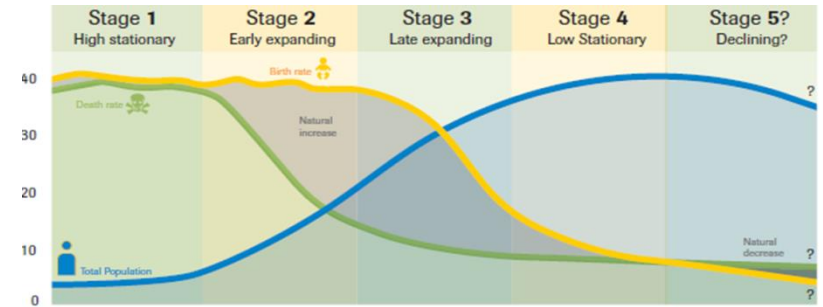 Stage 1
High stationary
Stage 2
Early expanding
Stage 3
Late expanding
Stage 4
Low Stationary
Stage 5?
Declining?
40
30
20
10
0
Birth rate
Death rate
Natural
increase
Total Population
Natural
decrease
?
?
?